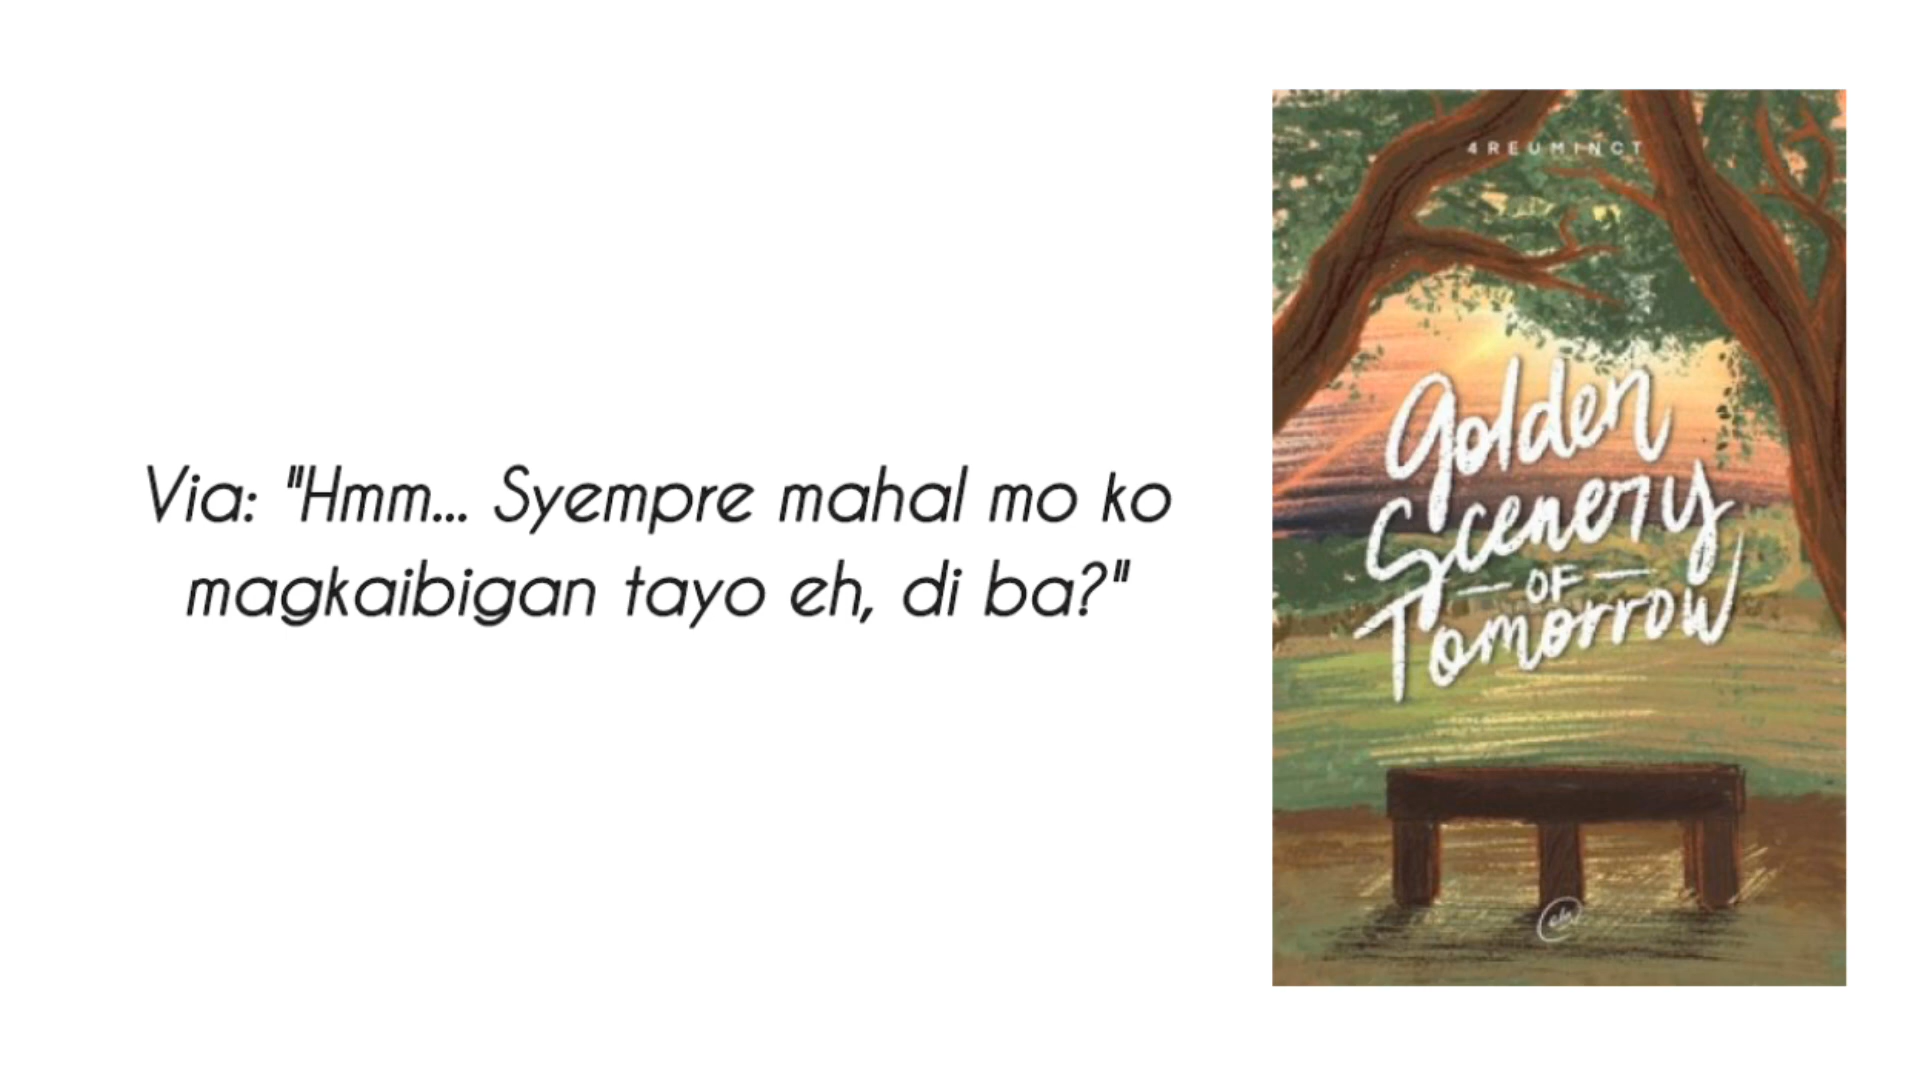 Via: "Hmm... Syempre mahal mo ko
magkaibigan tayo eh, di ba?"
4REUMINCT
Golden
Scenery
OF
Tomorrow